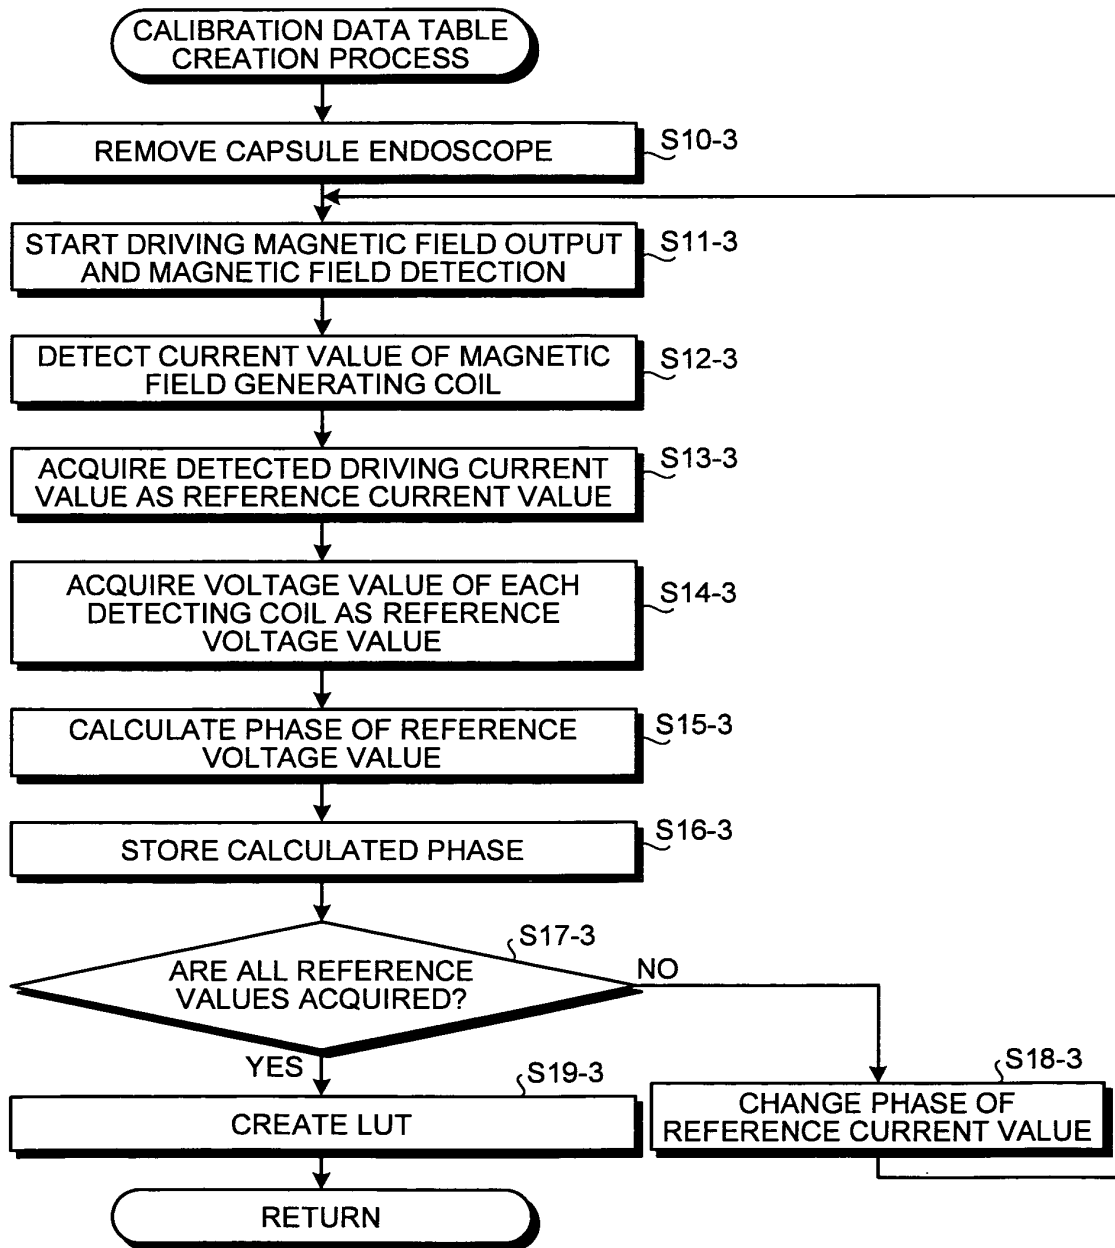 CALIBRATION DATA TABLE
CREATION PROCESS
S10-3
REMOVE CAPSULE ENDOSCOPE
S11-3
START DRIVING MAGNETIC FIELD OUTPUT
AND MAGNETIC FIELD DETECTION
S12-3
DETECT CURRENT VALUE OF MAGNETIC
FIELD GENERATING COIL
S13-3
ACQUIRE DETECTED DRIVING CURRENT
VALUE AS REFERENCE CURRENT VALUE
S14-3
ACQUIRE VOLTAGE VALUE OF EACH
DETECTING COIL AS REFERENCE
VOLTAGE VALUE
S15-3
CALCULATE PHASE OF REFERENCE
VOLTAGE VALUE
S16-3
STORE CALCULATED PHASE
S17-3
ARE ALL REFERENCE
VALUES ACQUIRED?
NO
YES
S18-3
CHANGE PHASE OF
REFERENCE CURRENT VALUE
S19-3
CREATE LUT
RETURN